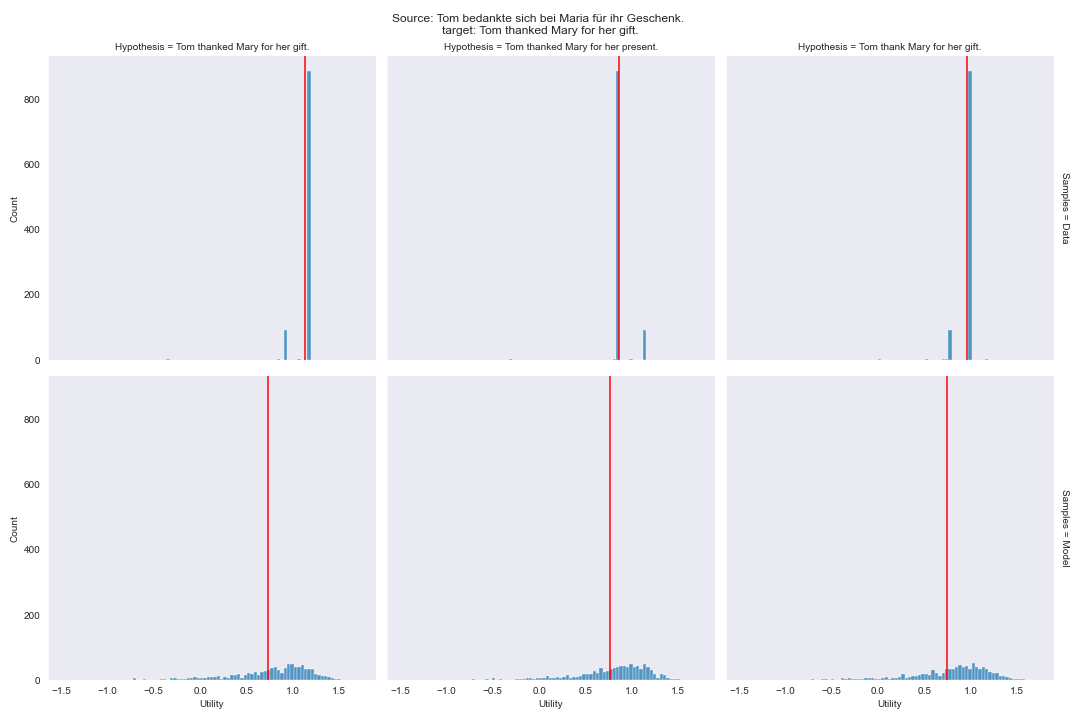 Source: Tom bedankte sich bei Maria für ihr Geschenk.
target: Tom thanked Mary for her gift.
Hypothesis = Tom thanked Mary for her gift.
Hypothesis = Tom thanked Mary for her present.
Hypothesis = Tom thank Mary for her gift.
800
600
400
200
0
Count
Samples = Data
800
600
400
200
0
Count
Samples = Model
−1.5 −1.0 −0.5 0.0 0.5 1.0 1.5
−1.5 −1.0 −0.5 0.0 0.5 1.0 1.5
−1.5 −1.0 −0.5 0.0 0.5 1.0 1.5
Utility
Utility
Utility